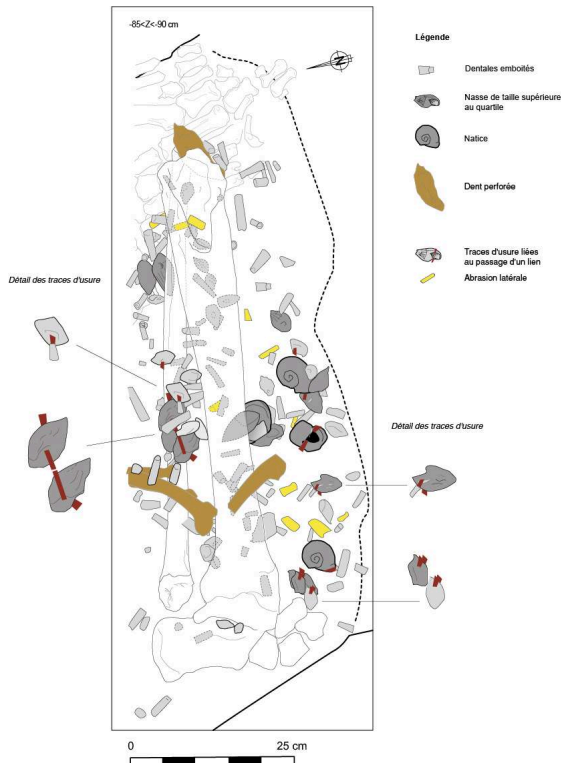 -85<Z<-90 cm
N
Légende
Dentales emboités
Nasse de taille supérieure
au quartile
Natice
Dent perforée
Traces d'usure liées
au passage d'un lien
Abrasion latérale
Détail des traces d'usure
Détail des traces d'usure
0 25 cm